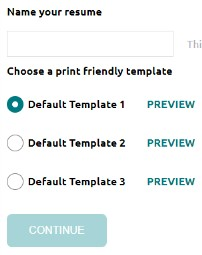 Name your resume
Thi
Choose a print friendly template
Default Template 1 PREVIEW
Default Template 2 PREVIEW
Default Template 3 PREVIEW
CONTINUE